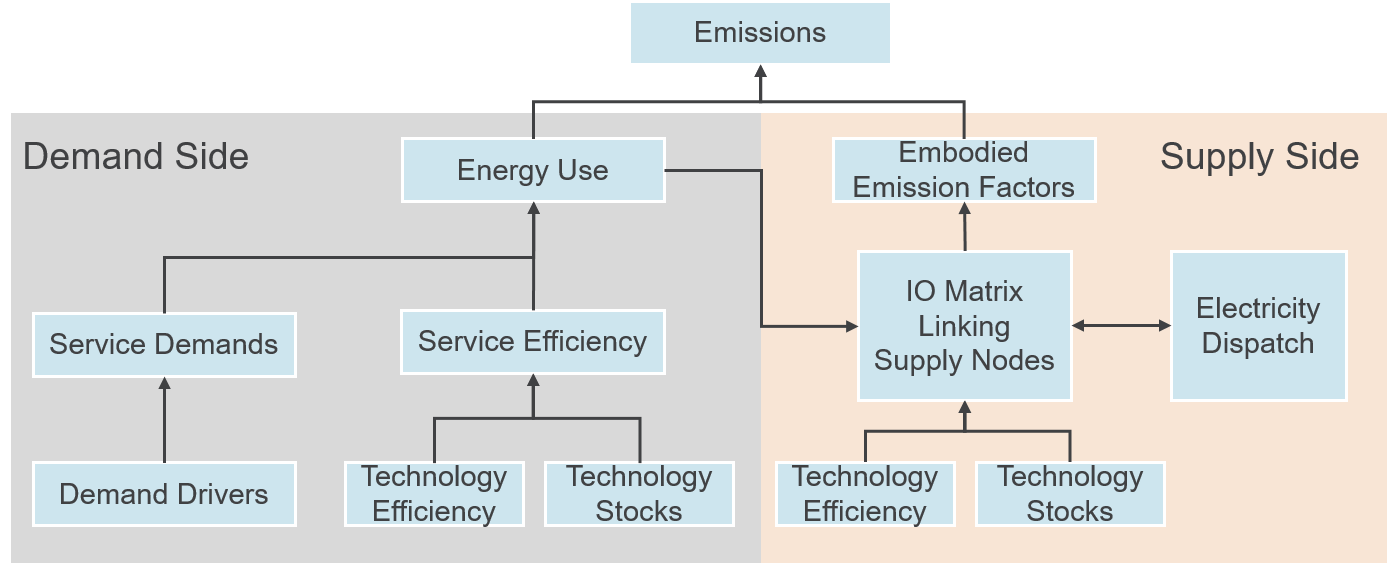 Emissions
Demand Side
Energy Use
Embodied
Emission Factors
Supply Side
Service Demands
Service Efficiency
IO Matrix
Linking
Supply Nodes
Electricity
Dispatch
Demand Drivers
Technology
Efficiency
Technology
Stocks
Technology
Efficiency
Technology
Stocks